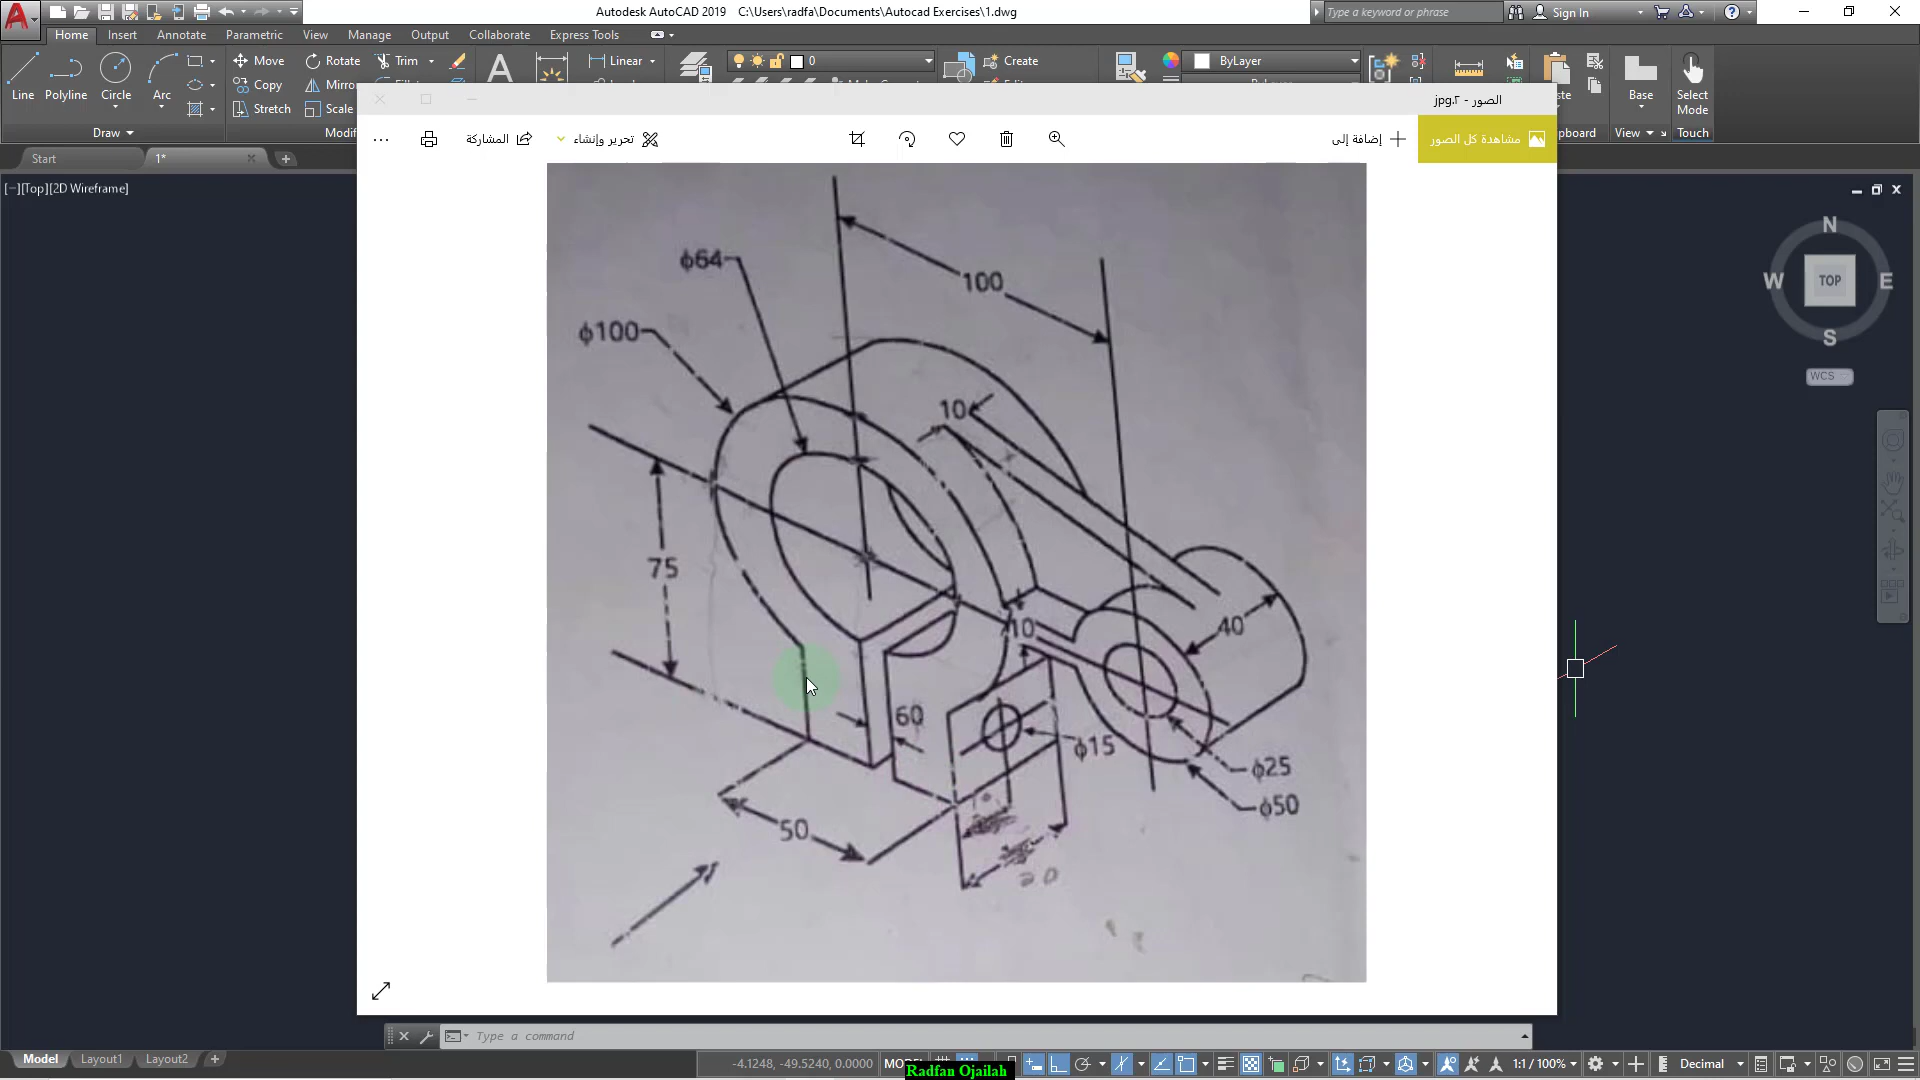 Autodesk AutoCAD 2019 C:\Users\radfa\Documents\Autocad Exercises\1.dwg
Type a keyword or phrase
Sign In
Home Insert Annotate Parametric View Manage Output Collaborate Express Tools
Line Polyline Circle Arc
Move Rotate Trim
Copy Mirror
Stretch Scale
Linear
0
Create
ByLayer
Base
Select
Mode
Draw
View
Touch
الصور - ٢.jpg
المشاركة
تحرير وإنشاء
إضافة إلى
مشاهدة كل الصور
Start
1*
[−][Top][2D Wireframe]
N
W TOP E
S
WCS
ϕ64
100
ϕ100
10
75
10
40
60
ϕ15
ϕ25
ϕ50
50
20
Type a command
Model Layout1 Layout2
-4.1248, -49.5240, 0.0000
1:1 / 100%
Decimal
Radfan Ojailah